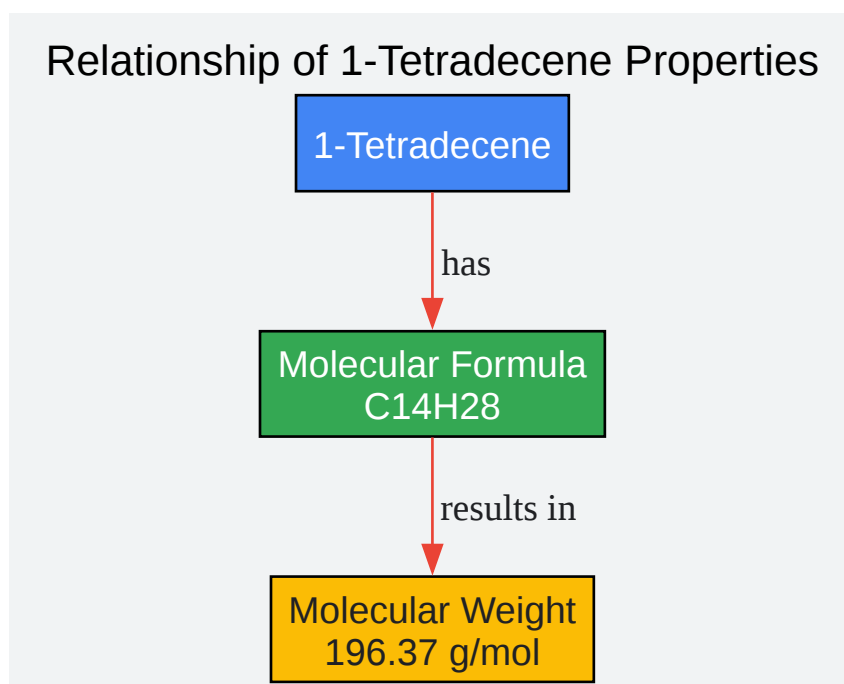 Relationship of 1-Tetradecene Properties
1-Tetradecene
has
Molecular Formula
C14H28
results in
Molecular Weight
196.37 g/mol